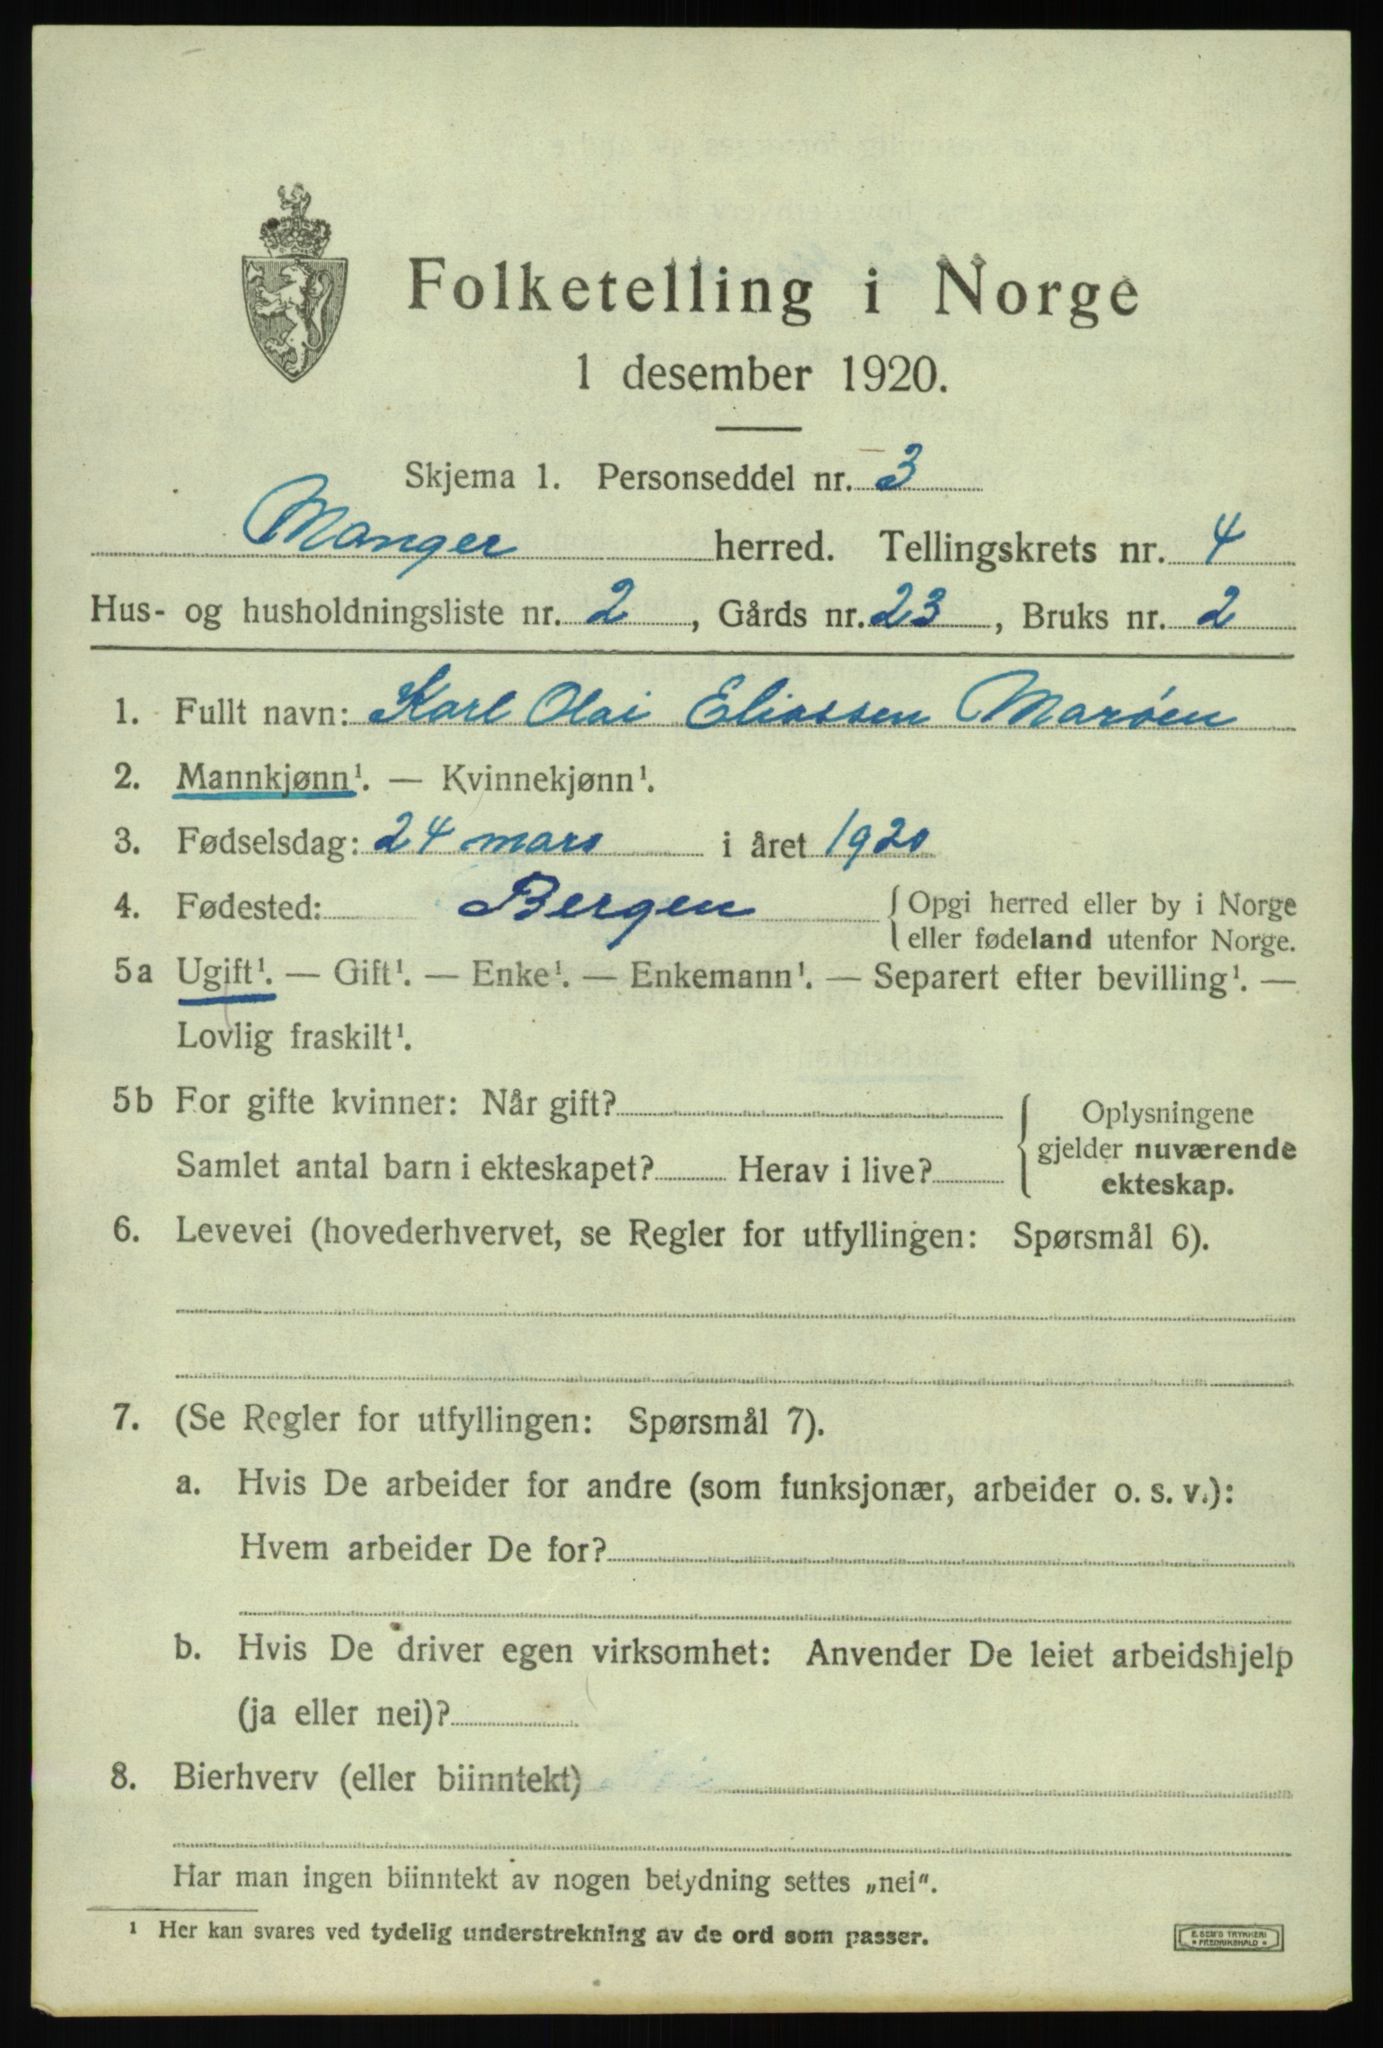 Folketelling i Norge
1 desember 1920.
Skjema 1. Personseddel nr. 3
Manger herred. Tellingskrets nr. 4
Hus- og husholdningsliste nr. 2, Gårds nr. 23, Bruks nr. 2
1. Fullt navn: Karl Olai Eliassen Marøen
2. Mannkjønn¹. — Kvinnekjønn¹.
3. Fødselsdag: 24 mars i året 1920
4. Fødested: Bergen { Opgi herred eller by i Norge
eller fødeland utenfor Norge.
5a Ugift¹. — Gift¹. — Enke¹. — Enkemann¹. — Separert efter bevilling¹. —
Lovlig fraskilt¹.
5b For gifte kvinner: Når gift? { Oplysningene
gjelder nuværende
Samlet antal barn i ekteskapet? Herav i live?
ekteskap.
6. Levevei (hovederhvervet, se Regler for utfyllingen: Spørsmål 6).
7. (Se Regler for utfyllingen: Spørsmål 7).
a. Hvis De arbeider for andre (som funksjonær, arbeider o. s. v.):
Hvem arbeider De for?
b. Hvis De driver egen virksomhet: Anvender De leiet arbeidshjelp
(ja eller nei)?
8. Bierhverv (eller biinntekt)
Har man ingen biinntekt av nogen betydning settes „nei".
¹ Her kan svares ved tydelig understrekning av de ord som passer.
E. SEM'S TRYKKERI
* FREDRIKSHALD *